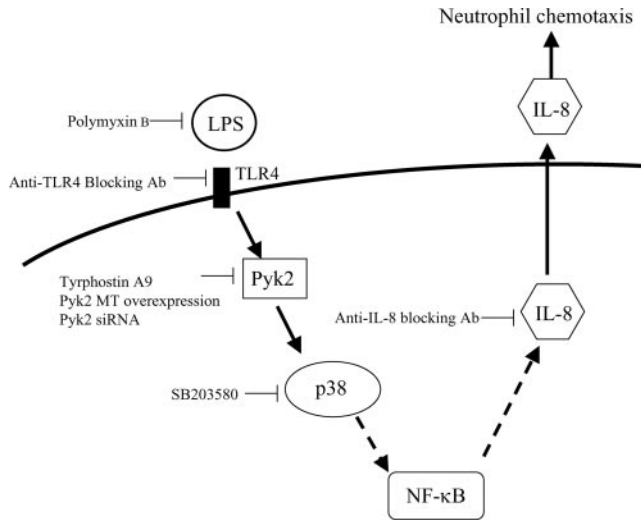 Neutrophil chemotaxis
IL-8
Polymyxin B
LPS
Anti-TLR4 Blocking Ab
TLR4
Tyrphostin A9
Pyk2 MT overexpression
Pyk2 siRNA
Pyk2
Anti-IL-8 blocking Ab
IL-8
SB203580
p38
NF-κB